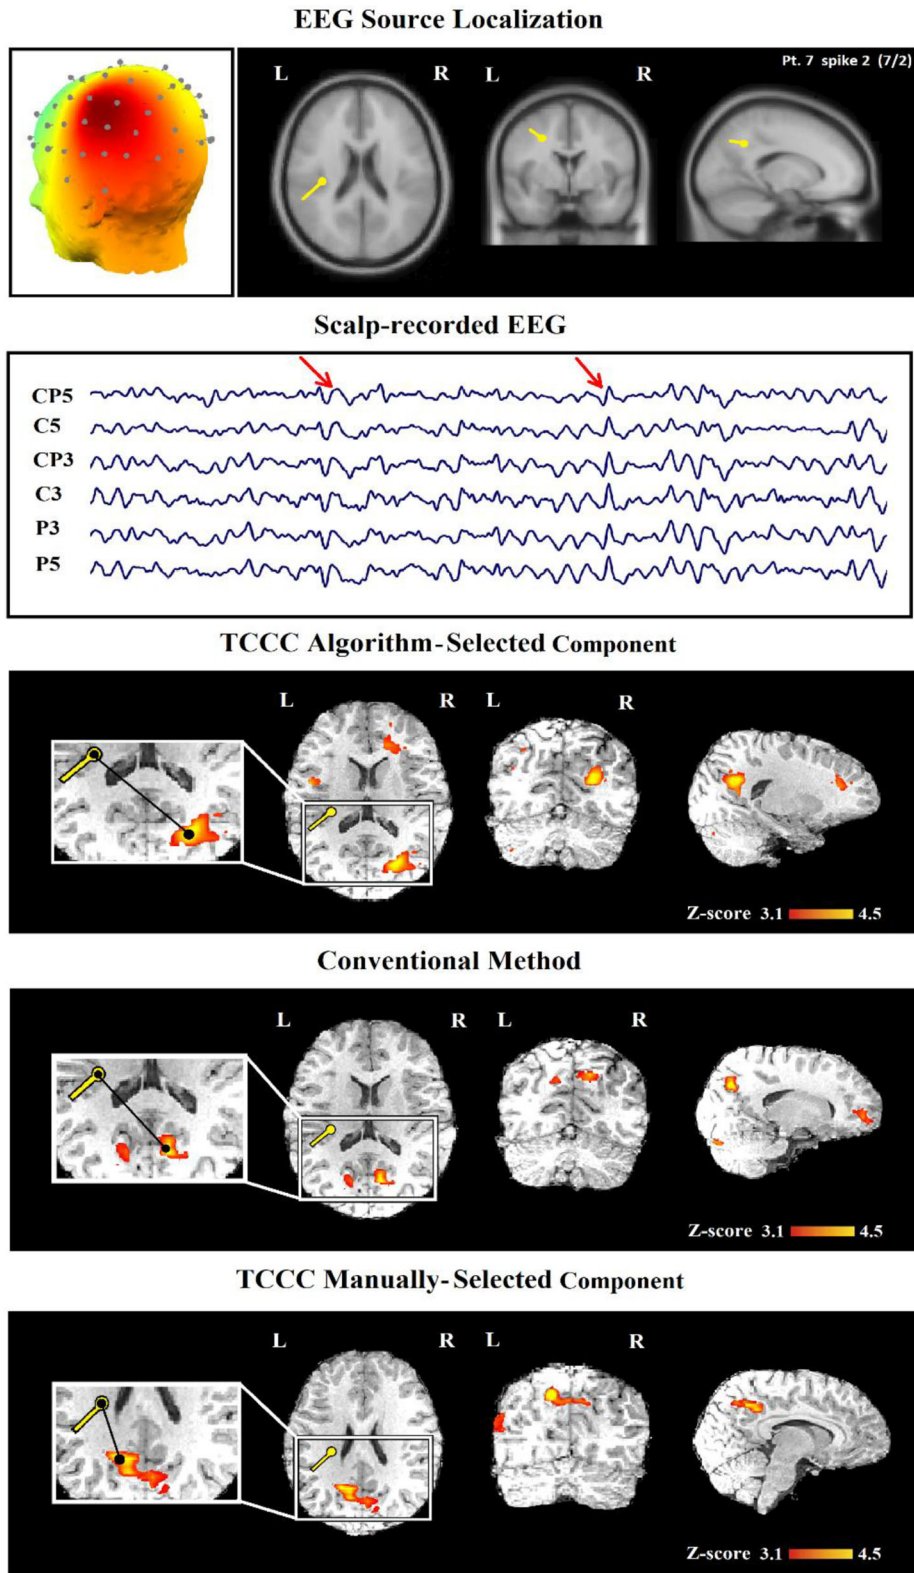 EEG Source Localization
L R L R Pt. 7 spike 2 (7/2)
Scalp-recorded EEG
CP5
C5
CP3
C3
P3
P5
TCCC Algorithm-Selected Component
L R L R
Z-score 3.1 4.5
Conventional Method
L R L R
Z-score 3.1 4.5
TCCC Manually-Selected Component
L R L R
Z-score 3.1 4.5